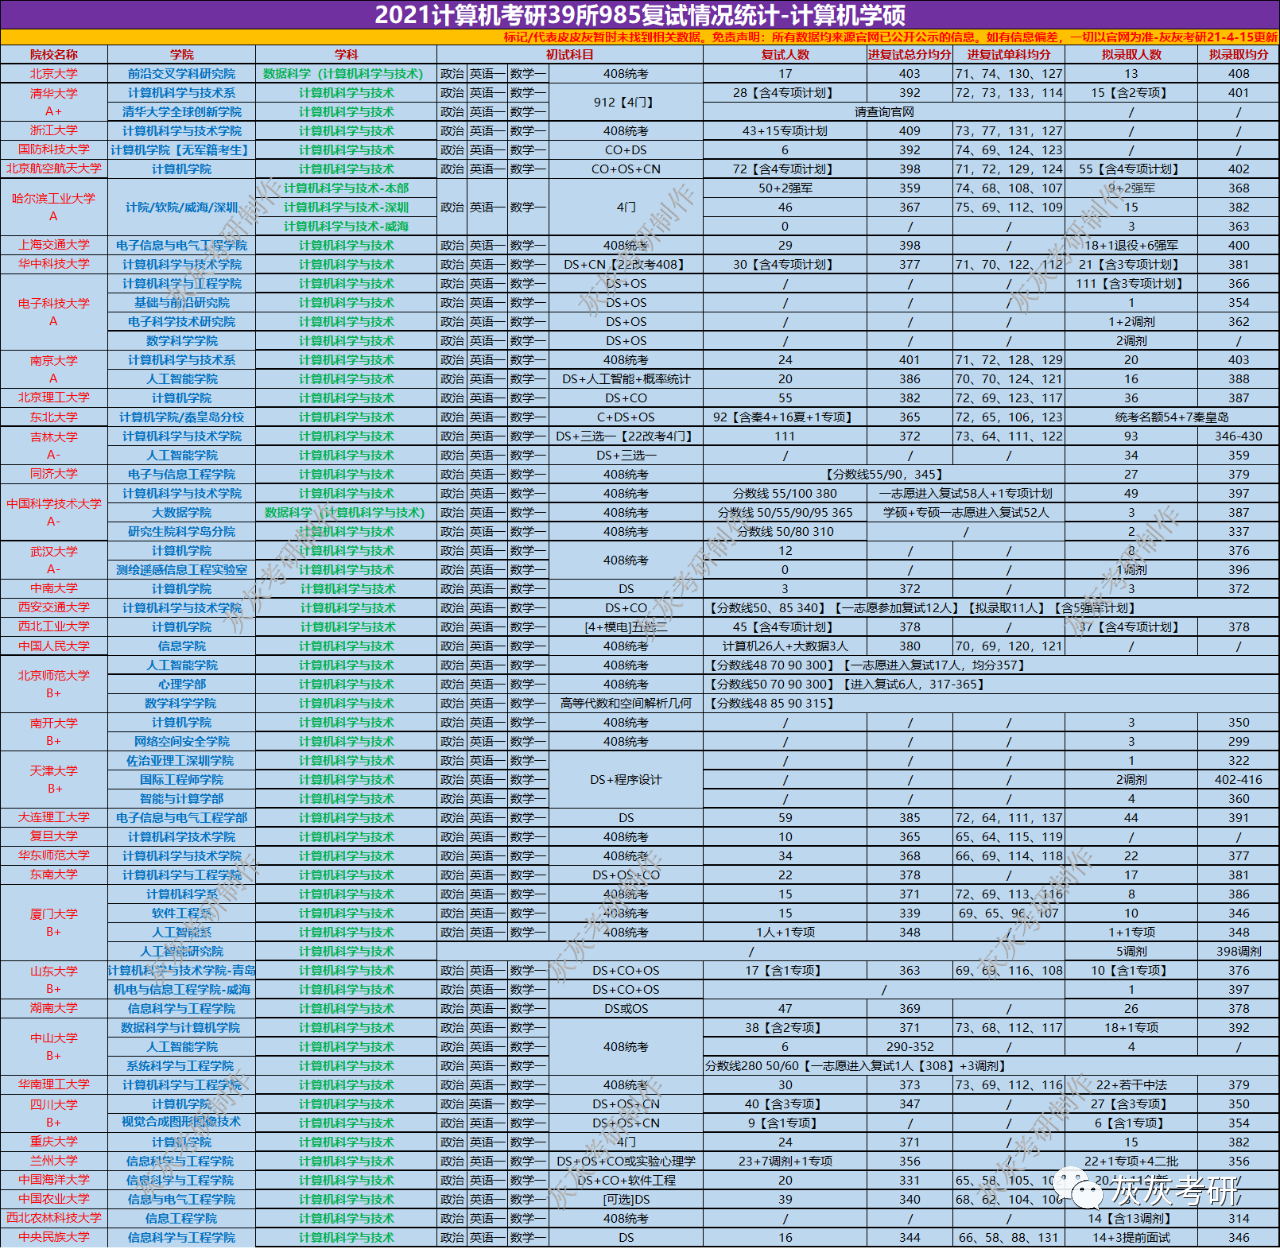 2021计算机考研39所985复试情况统计-计算机学硕
标记/代表皮皮灰暂时未找到相关数据。免责声明：所有数据均来源官网已公开公示的信息。如有信息偏差，一切以官网为准-灰灰考研21-4-15更新
院校名称 学院 学科 初试科目 复试人数 进复试总分均分 进复试单科均分 拟录取人数 拟录取均分
北京大学 前沿交叉学科研究院 数据科学（计算机科学与技术） 政治 英语一 数学一 408统考 17 403 71、74、130、127 13 408
清华大学 A+ 计算机科学与技术系 计算机科学与技术 政治 英语一 数学一 912【4门】 28【含4专项计划】 392 72，73，133，114 15【含2专项】 401
清华大学全球创新学院 计算机科学与技术 政治 英语一 数学一 请查询官网 / /
浙江大学 计算机科学与技术学院 计算机科学与技术 政治 英语一 数学一 408统考 43+15专项计划 409 73，77，131，127 / /
国防科技大学 计算机学院【无军籍考生】 计算机科学与技术 政治 英语一 数学一 CO+DS 6 392 74，69，124，123 / /
北京航空航天大学 计算机学院 计算机科学与技术 政治 英语一 数学一 CO+OS+CN 72【含4专项计划】 398 71，72，129，124 55【含4专项计划】 402
哈尔滨工业大学 A 计院/软院/威海/深圳 计算机科学与技术-本部 政治 英语一 数学一 4门 50+2强军 359 74，68，108，107 9+2强军 368
计算机科学与技术-深圳 46 367 75、69、112、109 15 382
计算机科学与技术-威海 0 / / 3 363
上海交通大学 电子信息与电气工程学院 计算机科学与技术 政治 英语一 数学一 408统考 29 398 / 18+1退役+6强军 400
华中科技大学 计算机科学与技术学院 计算机科学与技术 政治 英语一 数学一 DS+CN【22改考408】 30【含4专项计划】 377 71、70、122、112 21【含3专项计划】 381
电子科技大学 A 计算机科学与工程学院 计算机科学与技术 政治 英语一 数学一 DS+OS / / / 111【含3专项计划】 366
基础与前沿研究院 计算机科学与技术 政治 英语一 数学一 DS+OS / / / 1 354
电子科学技术研究院 计算机科学与技术 政治 英语一 数学一 DS+OS / / / 1+2调剂 362
数学科学学院 计算机科学与技术 政治 英语一 数学一 DS+OS / / / 2调剂 /
南京大学 A 计算机科学与技术系 计算机科学与技术 政治 英语一 数学一 408统考 24 401 71、72、128、129 20 403
人工智能学院 计算机科学与技术 政治 英语一 数学一 DS+人工智能+概率统计 20 386 70、70、124、121 16 388
北京理工大学 计算机学院 计算机科学与技术 政治 英语一 数学一 DS+CO 55 382 72、69、123、117 36 387
东北大学 计算机学院/秦皇岛分校 计算机科学与技术 政治 英语一 数学一 C+DS+OS 92【含秦4+16夏+1专项】 365 72，65，106，123 统考名额54+7秦皇岛
吉林大学 A- 计算机科学与技术学院 计算机科学与技术 政治 英语一 数学一 DS+三选一【22改考4门】 111 372 73、64、111、122 93 346-430
人工智能学院 计算机科学与技术 政治 英语一 数学一 DS+三选一 / / / 34 359
同济大学 电子与信息工程学院 计算机科学与技术 政治 英语一 数学一 408统考 【分数线55/90，345】 27 379
中国科学技术大学 A- 计算机科学与技术学院 计算机科学与技术 政治 英语一 数学一 408统考 分数线 55/100 380 一志愿进入复试58人+1专项计划 49 397
大数据学院 数据科学（计算机科学与技术） 政治 英语一 数学一 408统考 分数线 50/55/90/95 365 学硕+专硕一志愿进入复试52人 3 387
研究生院科学岛分院 计算机科学与技术 政治 英语一 数学一 408统考 分数线 50/80 310 / 2 337
武汉大学 A- 计算机学院 计算机科学与技术 政治 英语一 数学一 408统考 12 / / 8 376
测绘遥感信息工程实验室 计算机科学与技术 政治 英语一 数学一 0 / / 1调剂 396
中南大学 计算机学院 计算机科学与技术 政治 英语一 数学一 DS 3 372 / 3 372
西安交通大学 计算机科学与技术学院 计算机科学与技术 政治 英语一 数学一 DS+CO 【分数线50、85 340】【一志愿参加复试12人】【拟录取11人】【含5强军计划】
西北工业大学 计算机学院 计算机科学与技术 政治 英语一 数学一 [4+模电]五选三 45【含4专项计划】 378 / 37【含4专项计划】 378
中国人民大学 信息学院 计算机科学与技术 政治 英语一 数学一 408统考 计算机26人+大数据3人 380 70，69，120，121 / /
北京师范大学 B+ 人工智能学院 计算机科学与技术 政治 英语一 数学一 408统考 【分数线48 70 90 300】【一志愿进入复试17人，均分357】
心理学部 计算机科学与技术 政治 英语一 数学一 408统考 【分数线50 70 90 300】【进入复试6人，317-365】
数学科学学院 计算机科学与技术 政治 英语一 数学一 高等代数和空间解析几何 【分数线48 85 90 315】
南开大学 B+ 计算机学院 计算机科学与技术 政治 英语一 数学一 408统考 / / / 3 350
网络空间安全学院 计算机科学与技术 政治 英语一 数学一 408统考 / / / 3 299
天津大学 B+ 佐治亚理工深圳学院 计算机科学与技术 政治 英语一 数学一 DS+程序设计 / / / 1 322
国际工程师学院 计算机科学与技术 政治 英语一 数学一 / / / 2调剂 402-416
智能与计算学部 计算机科学与技术 政治 英语一 数学一 / / / 4 360
大连理工大学 电子信息与电气工程学部 计算机科学与技术 政治 英语一 数学一 DS 59 385 72，64，111，137 44 391
复旦大学 计算机科学技术学院 计算机科学与技术 政治 英语一 数学一 408统考 10 365 65，64，115，119 / /
华东师范大学 计算机科学与技术学院 计算机科学与技术 政治 英语一 数学一 408统考 34 368 66、69、114、118 22 377
东南大学 计算机科学与工程学院 计算机科学与技术 政治 英语一 数学一 DS+OS+CO 22 378 / 17 381
厦门大学 B+ 计算机科学系 计算机科学与技术 政治 英语一 数学一 408统考 15 371 72、69、113、116 8 386
软件工程系 计算机科学与技术 政治 英语一 数学一 408统考 15 339 69、65、96、107 10 346
人工智能系 计算机科学与技术 政治 英语一 数学一 408统考 1人+1专项 348 / 1+1专项 348
人工智能研究院 计算机科学与技术 / 5调剂 398调剂
山东大学 B+ 计算机科学与技术学院-青岛 计算机科学与技术 政治 英语一 数学一 DS+CO+OS 17【含1专项】 363 69、69、116、108 10【含1专项】 376
机电与信息工程学院-威海 计算机科学与技术 政治 英语一 数学一 DS+CO+OS / 1 397
湖南大学 信息科学与工程学院 计算机科学与技术 政治 英语一 数学一 DS或OS 47 369 / 26 378
中山大学 B+ 数据科学与计算机学院 计算机科学与技术 政治 英语一 数学一 408统考 38【含2专项】 371 73、68、112、117 18+1专项 392
人工智能学院 计算机科学与技术 政治 英语一 数学一 6 290-352 / 4 /
系统科学与工程学院 计算机科学与技术 政治 英语一 数学一 分数线280 50/60【一志愿进入复试1人【308】+3调剂】
华南理工大学 计算机科学与工程学院 计算机科学与技术 政治 英语一 数学一 408统考 30 373 73、69、112、116 22+若干中法 379
四川大学 B+ 计算机学院 计算机科学与技术 政治 英语一 数学一 DS+OS+CN 40【含3专项】 347 / 27【含3专项】 350
视觉合成图形图像技术 计算机科学与技术 政治 英语一 数学一 DS+OS+CN 9【含1专项】 / / 6【含1专项】 354
重庆大学 计算机学院 计算机科学与技术 政治 英语一 数学一 4门 24 371 / 15 382
兰州大学 信息科学与工程学院 计算机科学与技术 政治 英语一 数学一 DS+OS+CO或实验心理学 23+7调剂+1专项 356 / 22+1专项+4二批 356
中国海洋大学 信息科学与工程学院 计算机科学与技术 政治 英语一 数学一 DS+CO+软件工程 20 331 65、58、105、 356
中国农业大学 信息与电气工程学院 计算机科学与技术 政治 英语一 数学一 [可选]DS 39 340 68、62、104、
西北农林科技大学 信息工程学院 计算机科学与技术 政治 英语一 数学一 408统考 / / / 14【含13调剂】 314
中央民族大学 信息科学与工程学院 计算机科学与技术 政治 英语一 数学一 DS 16 344 66、58、88、131 14+3提前面试 346
灰灰考研
灰灰考研制作